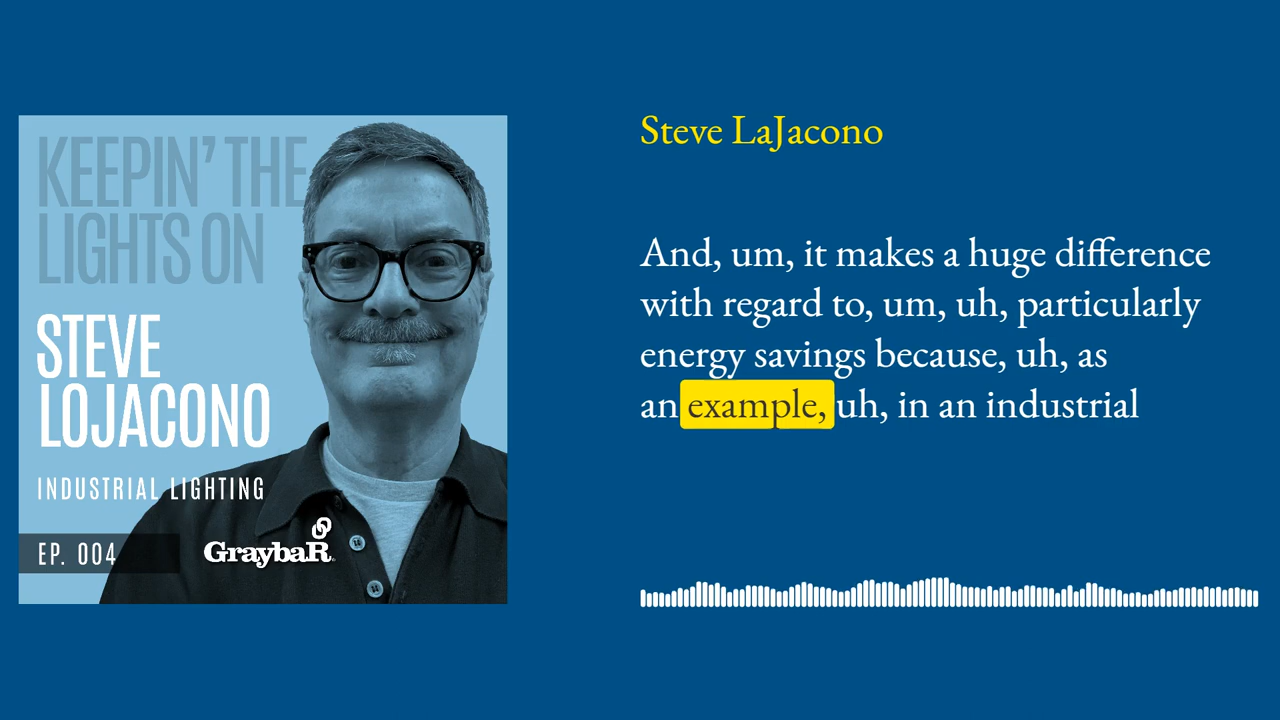 KEEPIN' THE
LIGHTS ON
STEVE
LOJACONO
INDUSTRIAL LIGHTING
EP. 004
GraybaR
Steve LaJacono
And, um, it makes a huge difference
with regard to, um, uh, particularly
energy savings because, uh, as
an example, uh, in an industrial